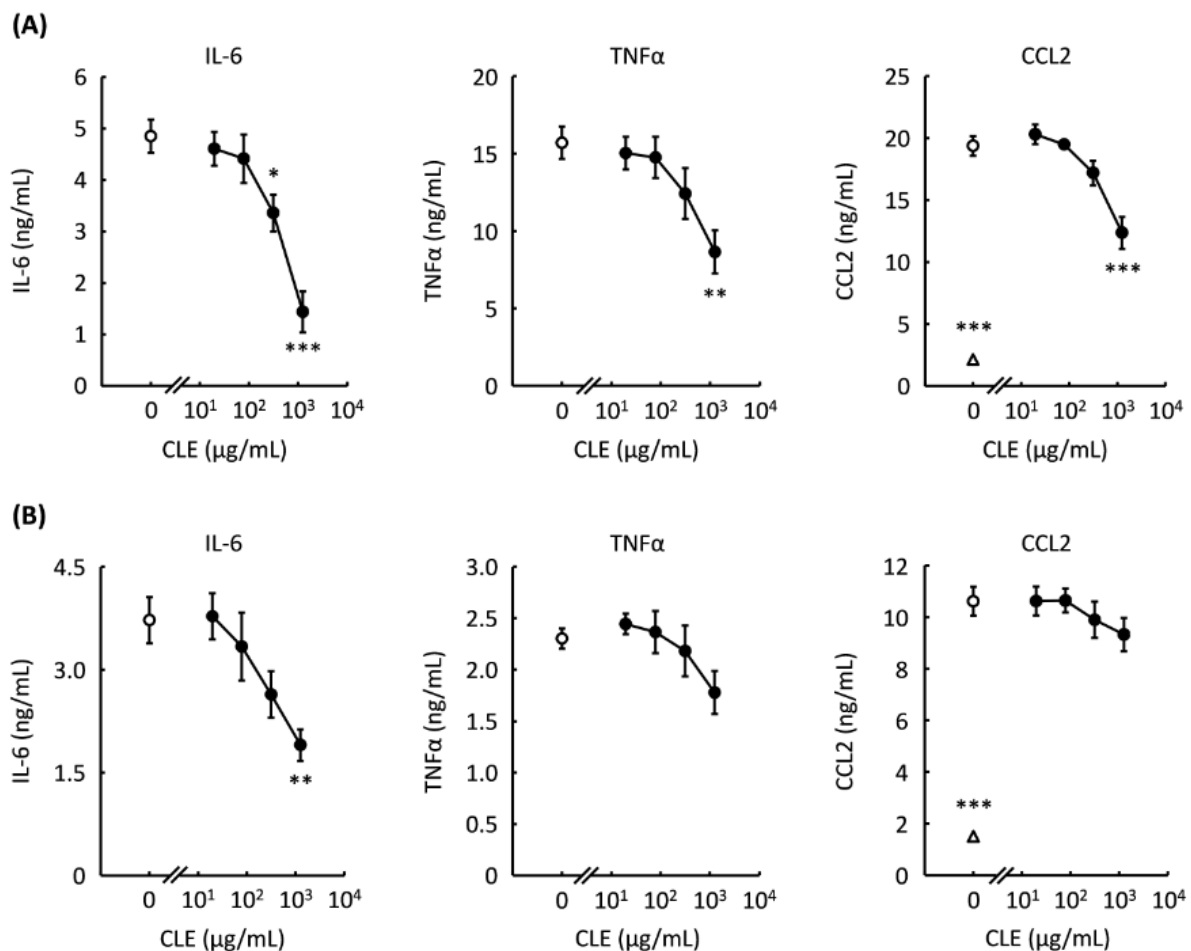 (A)
IL-6
TNFα
CCL2
IL-6 (ng/mL)
6
5
4
3
2
1
0
*
***
0 10¹ 10² 10³ 10⁴
CLE (µg/mL)
TNFα (ng/mL)
20
15
10
5
0
**
0 10¹ 10² 10³ 10⁴
CLE (µg/mL)
CCL2 (ng/mL)
25
20
15
10
5
0
***
***
0 10¹ 10² 10³ 10⁴
CLE (µg/mL)
(B)
IL-6
TNFα
CCL2
IL-6 (ng/mL)
4.5
3.0
1.5
0
**
0 10¹ 10² 10³ 10⁴
CLE (µg/mL)
TNFα (ng/mL)
3.0
2.5
2.0
1.5
1.0
0.5
0
0 10¹ 10² 10³ 10⁴
CLE (µg/mL)
CCL2 (ng/mL)
12
10
8
6
4
2
0
***
0 10¹ 10² 10³ 10⁴
CLE (µg/mL)